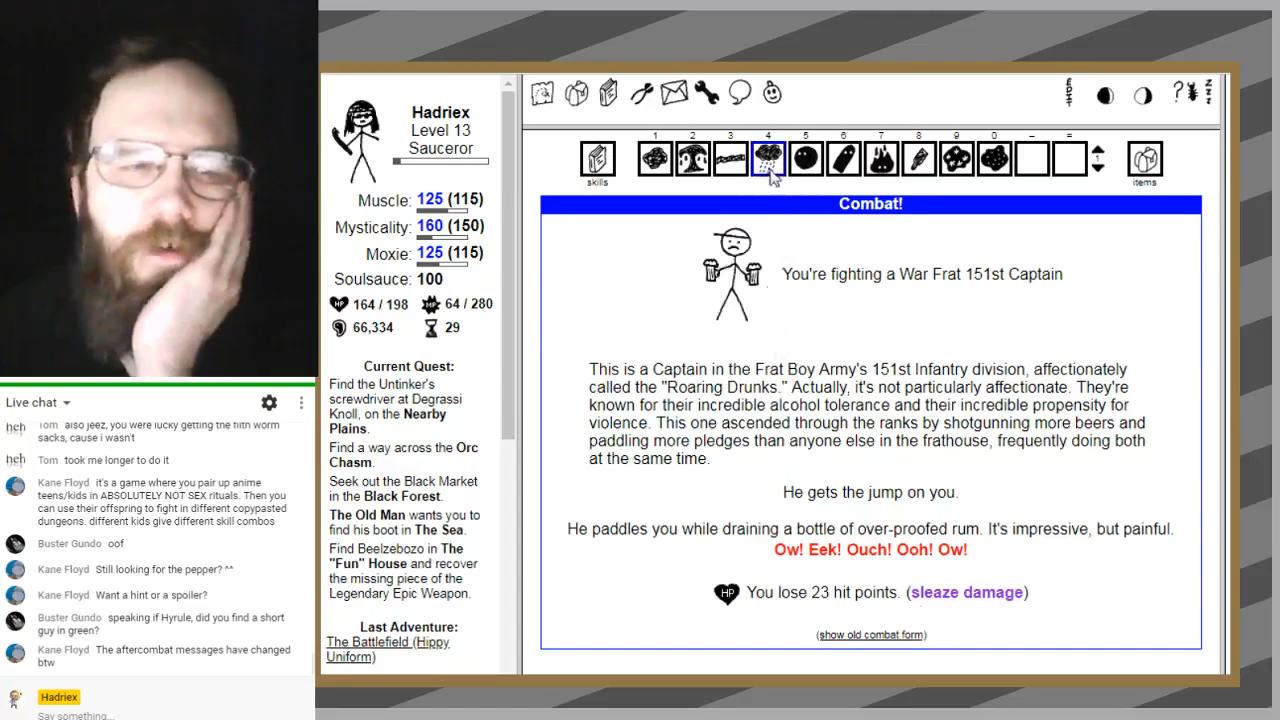 Hadriex
Level 13
Sauceror
Muscle: 125 (115)
Mysticality: 160 (150)
Moxie: 125 (115)
Soulsauce: 100
HP 164 / 198 MP 64 / 280
66,334 29
Current Quest:
Find the Untinker's
screwdriver at Degrassi
Knoll, on the Nearby
Plains.
Find a way across the Orc
Chasm.
Seek out the Black Market
in the Black Forest.
The Old Man wants you to
find his boot in The Sea.
Find Beelzebozo in The
"Fun" House and recover
the missing piece of the
Legendary Epic Weapon.
Last Adventure:
The Battlefield (Hippy
Uniform)
1 2 3 4 5 6 7 8 9 0 – =
skills
1
items
Combat!
You're fighting a War Frat 151st Captain
This is a Captain in the Frat Boy Army's 151st Infantry division, affectionately
called the "Roaring Drunks." Actually, it's not particularly affectionate. They're
known for their incredible alcohol tolerance and their incredible propensity for
violence. This one ascended through the ranks by shotgunning more beers and
paddling more pledges than anyone else in the frathouse, frequently doing both
at the same time.
He gets the jump on you.
He paddles you while draining a bottle of over-proofed rum. It's impressive, but painful.
Ow! Eek! Ouch! Ooh! Ow!
HP You lose 23 hit points. (sleaze damage)
(show old combat form)
Live chat
heh Tom also jeez, you were lucky getting the filth worm
sacks, cause i wasn't
heh Tom took me longer to do it
Kane Floyd it's a game where you pair up anime
teens/kids in ABSOLUTELY NOT SEX rituals. Then you
can use their offspring to fight in different copypasted
dungeons. different kids give different skill combos
Buster Gundo oof
Kane Floyd Still looking for the pepper? ^^
Kane Floyd Want a hint or a spoiler?
Buster Gundo speaking if Hyrule, did you find a short
guy in green?
Kane Floyd The aftercombat messages have changed
btw
Hadriex
Say something...